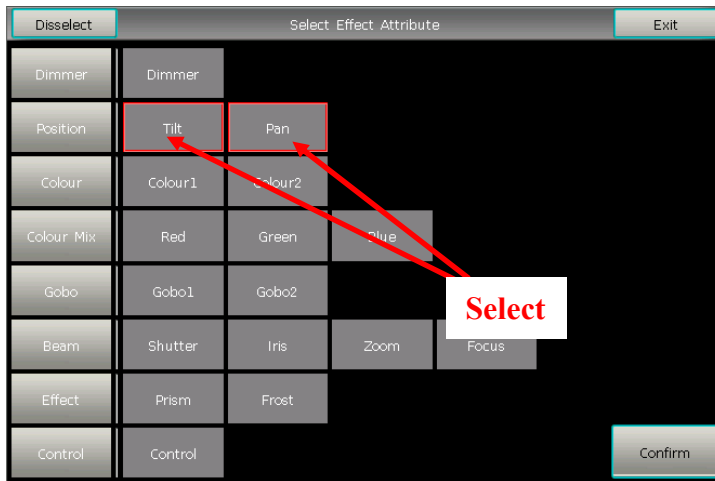 Disselect Select Effect Attribute Exit
Dimmer Dimmer
Position Tilt Pan
Colour Colour1 Colour2
Colour Mix Red Green Blue
Gobo Gobo1 Gobo2
Select
Beam Shutter Iris Zoom Focus
Effect Prism Frost
Control Control Confirm